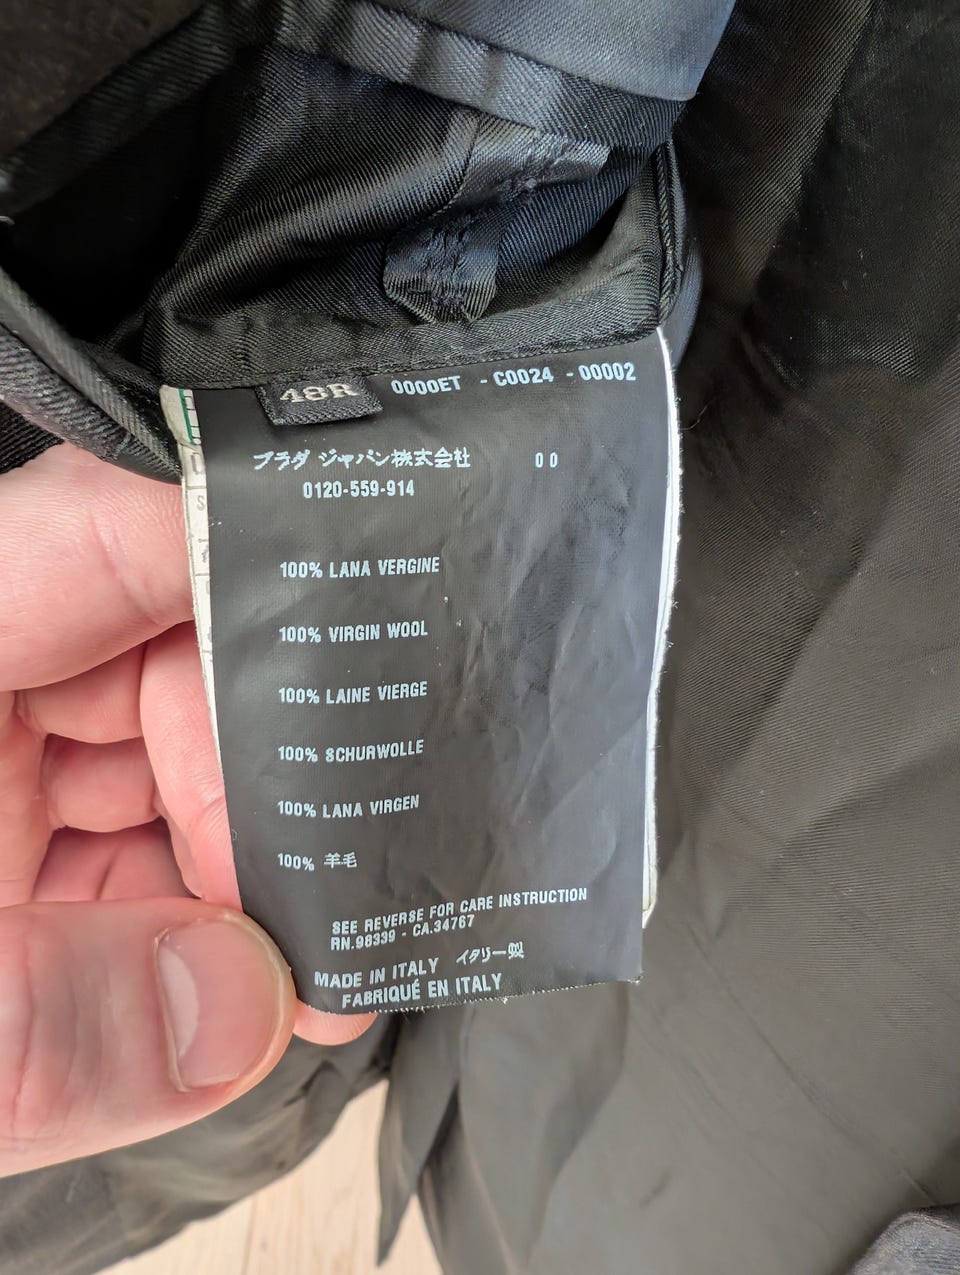 48R
0000ET - C0024 - 00002
プラダ ジャパン株式会社 00
0120-559-914
100% LANA VERGINE
100% VIRGIN WOOL
100% LAINE VIERGE
100% SCHURWOLLE
100% LANA VIRGEN
100% 羊毛
SEE REVERSE FOR CARE INSTRUCTION
RN.98339 - CA.34767
MADE IN ITALY イタリー製
FABRIQUÉ EN ITALY